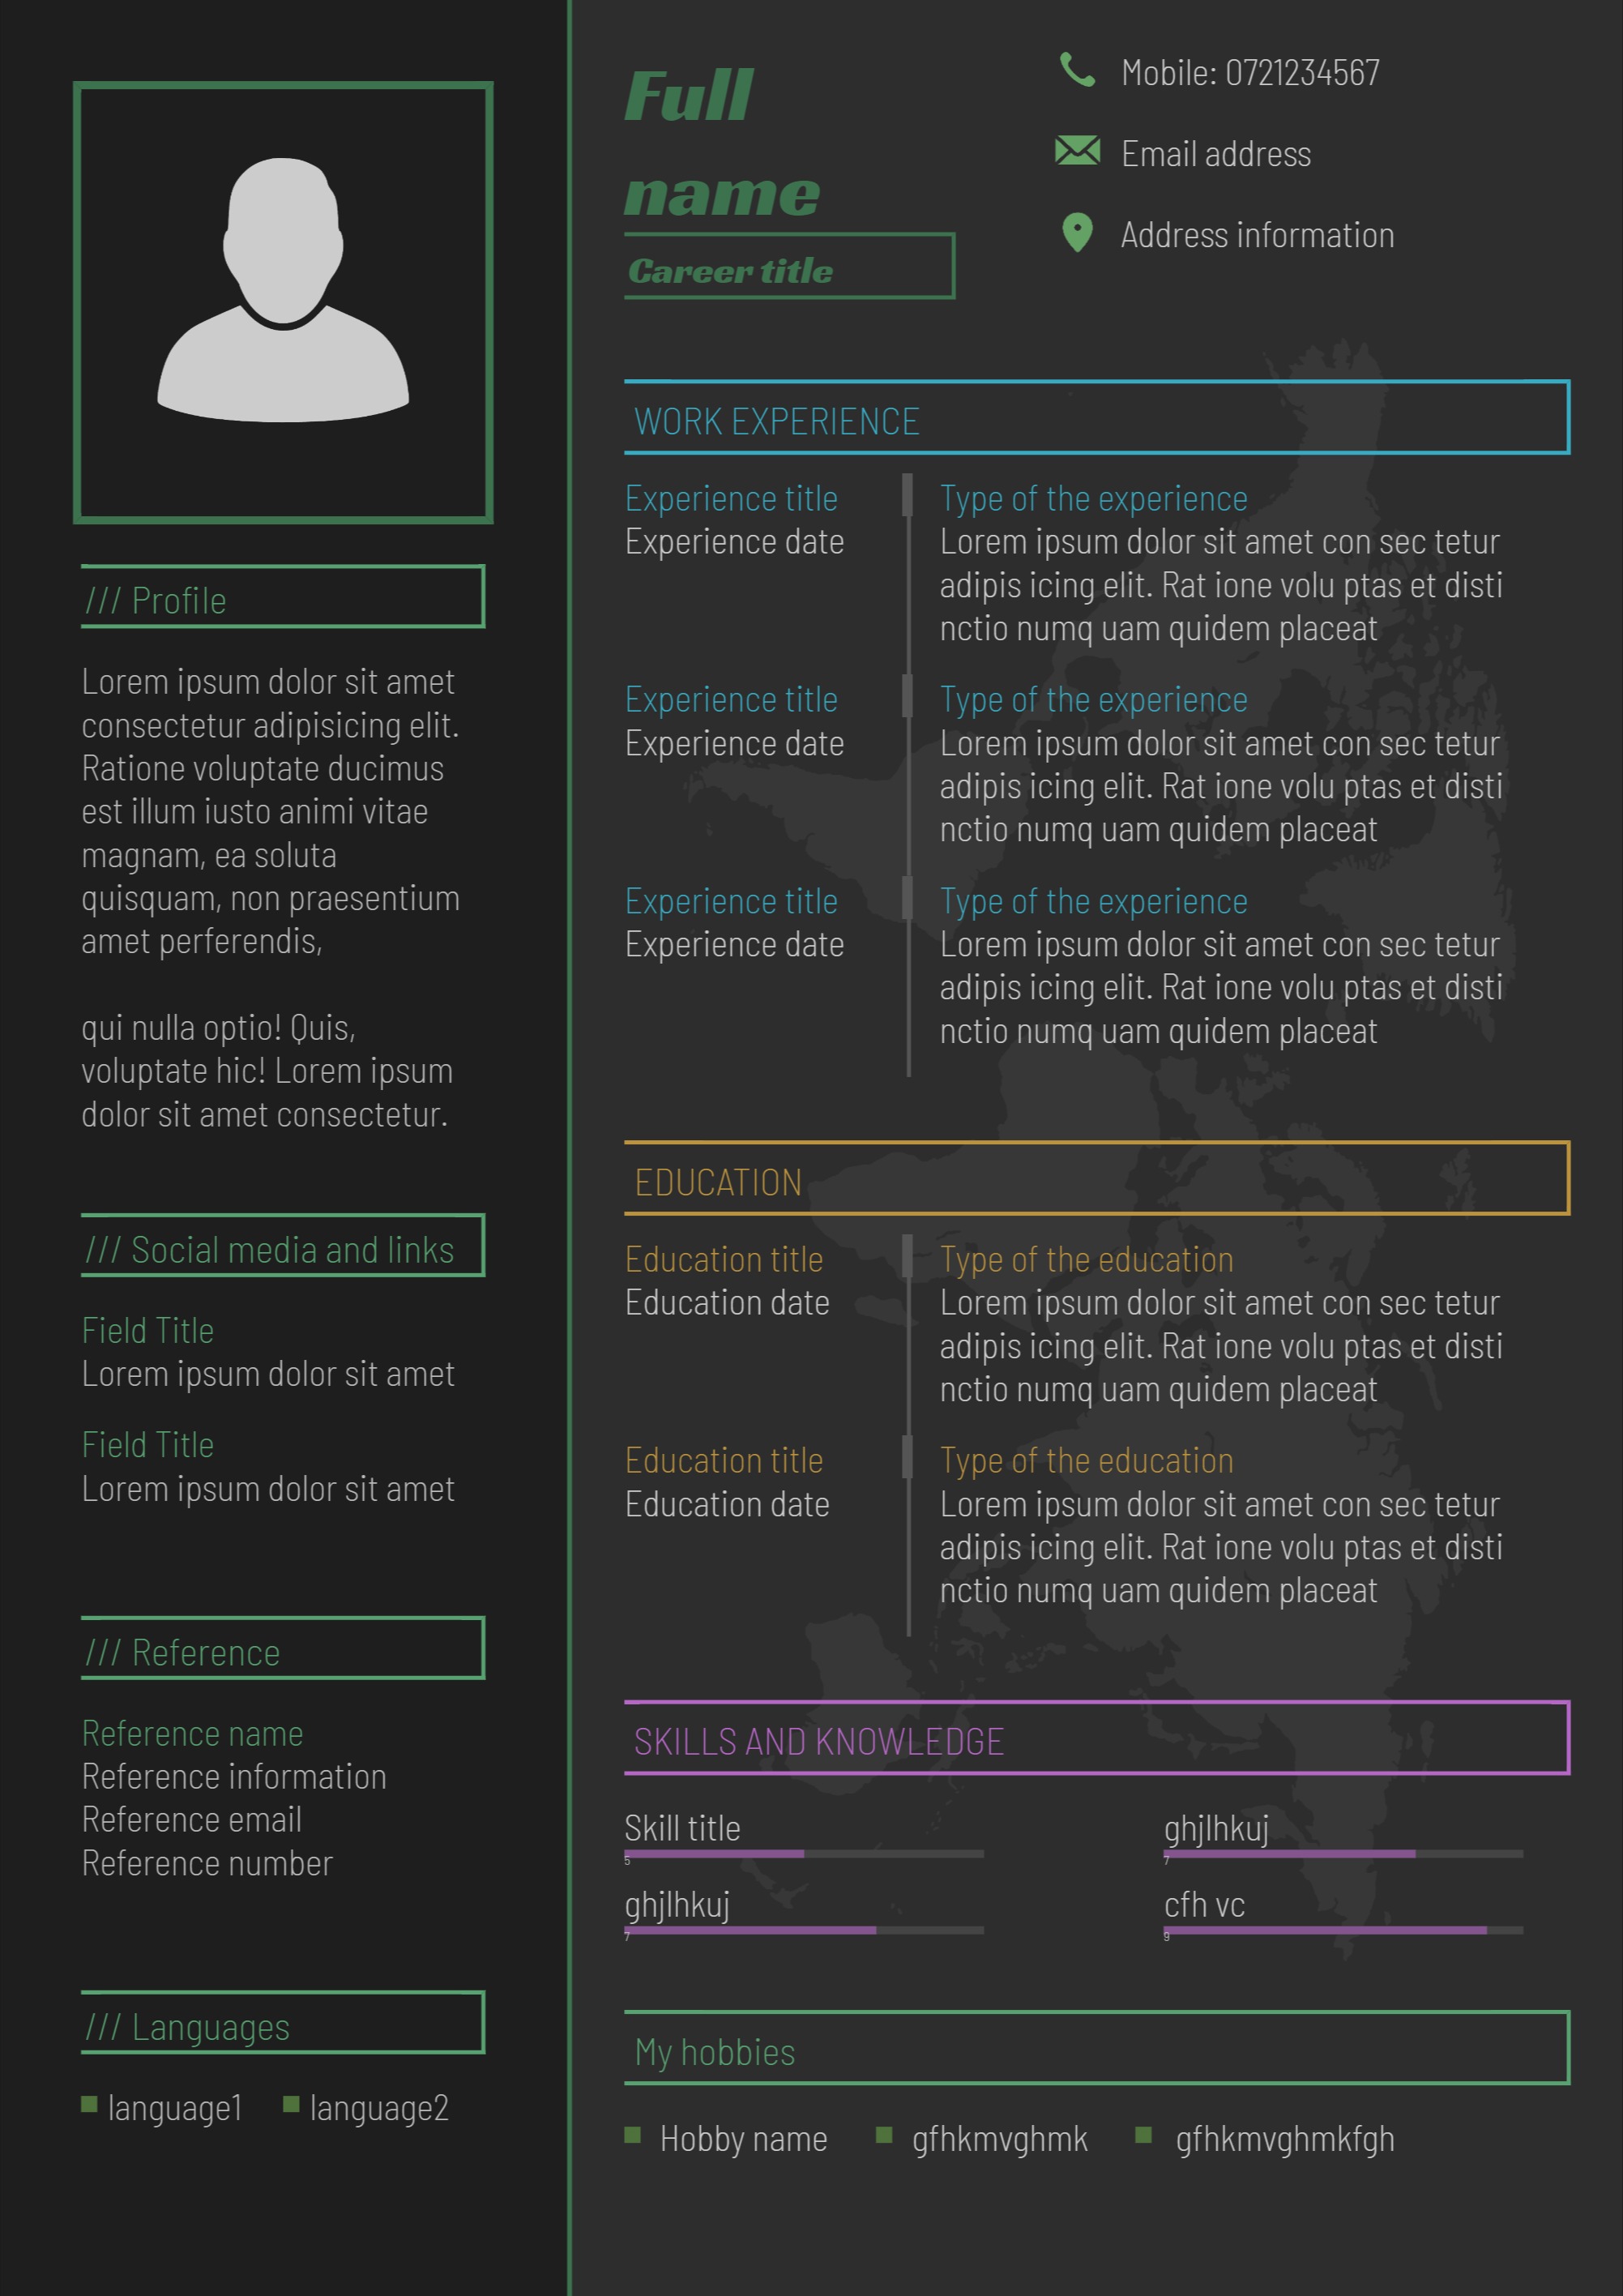 Full
name
Career title
Mobile: 0721234567
Email address
Address information
/// Profile
Lorem ipsum dolor sit amet
consectetur adipisicing elit.
Ratione voluptate ducimus
est illum iusto animi vitae
magnam, ea soluta
quisquam, non praesentium
amet perferendis,
qui nulla optio! Quis,
voluptate hic! Lorem ipsum
dolor sit amet consectetur.
/// Social media and links
Field Title
Lorem ipsum dolor sit amet
Field Title
Lorem ipsum dolor sit amet
/// Reference
Reference name
Reference information
Reference email
Reference number
/// Languages
language1
language2
WORK EXPERIENCE
Experience title
Experience date
Type of the experience
Lorem ipsum dolor sit amet con sec tetur
adipis icing elit. Rat ione volu ptas et disti
nctio numq uam quidem placeat
Experience title
Experience date
Type of the experience
Lorem ipsum dolor sit amet con sec tetur
adipis icing elit. Rat ione volu ptas et disti
nctio numq uam quidem placeat
Experience title
Experience date
Type of the experience
Lorem ipsum dolor sit amet con sec tetur
adipis icing elit. Rat ione volu ptas et disti
nctio numq uam quidem placeat
EDUCATION
Education title
Education date
Type of the education
Lorem ipsum dolor sit amet con sec tetur
adipis icing elit. Rat ione volu ptas et disti
nctio numq uam quidem placeat
Education title
Education date
Type of the education
Lorem ipsum dolor sit amet con sec tetur
adipis icing elit. Rat ione volu ptas et disti
nctio numq uam quidem placeat
SKILLS AND KNOWLEDGE
Skill title
5
ghjlhkuj
7
ghjlhkuj
7
cfh vc
9
My hobbies
Hobby name
gfhkmvghmk
gfhkmvghmkfgh